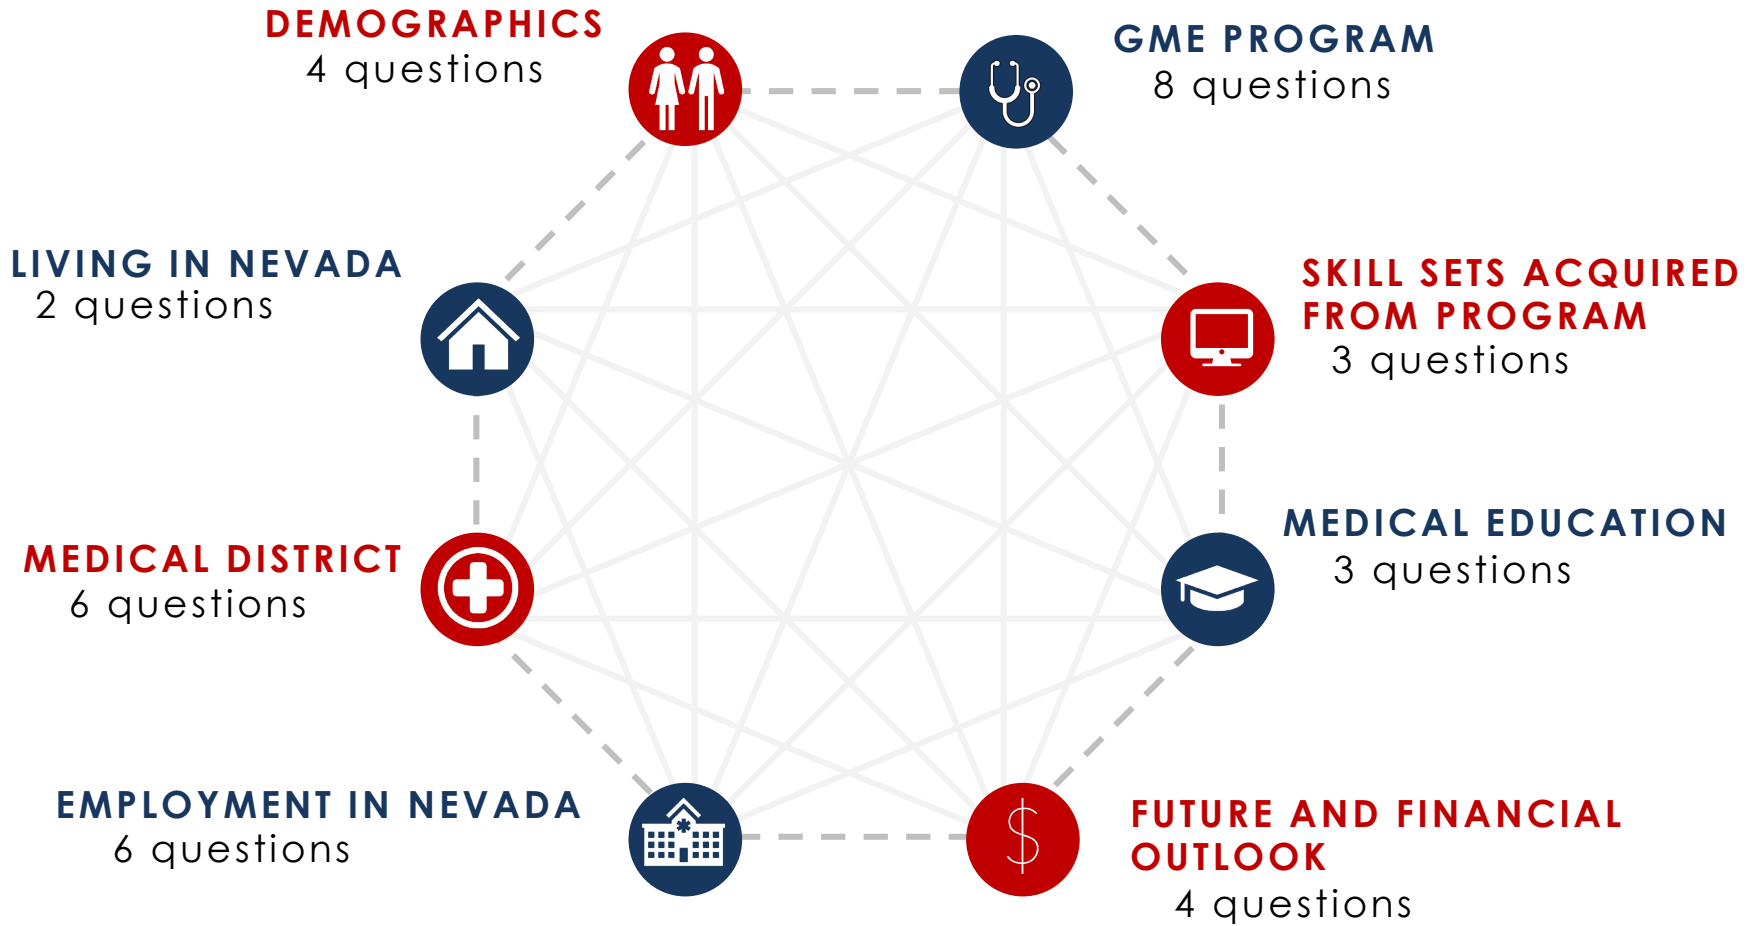 DEMOGRAPHICS
4 questions
GME PROGRAM
8 questions
LIVING IN NEVADA
2 questions
SKILL SETS ACQUIRED
FROM PROGRAM
3 questions
MEDICAL DISTRICT
6 questions
MEDICAL EDUCATION
3 questions
EMPLOYMENT IN NEVADA
6 questions
FUTURE AND FINANCIAL
OUTLOOK
4 questions